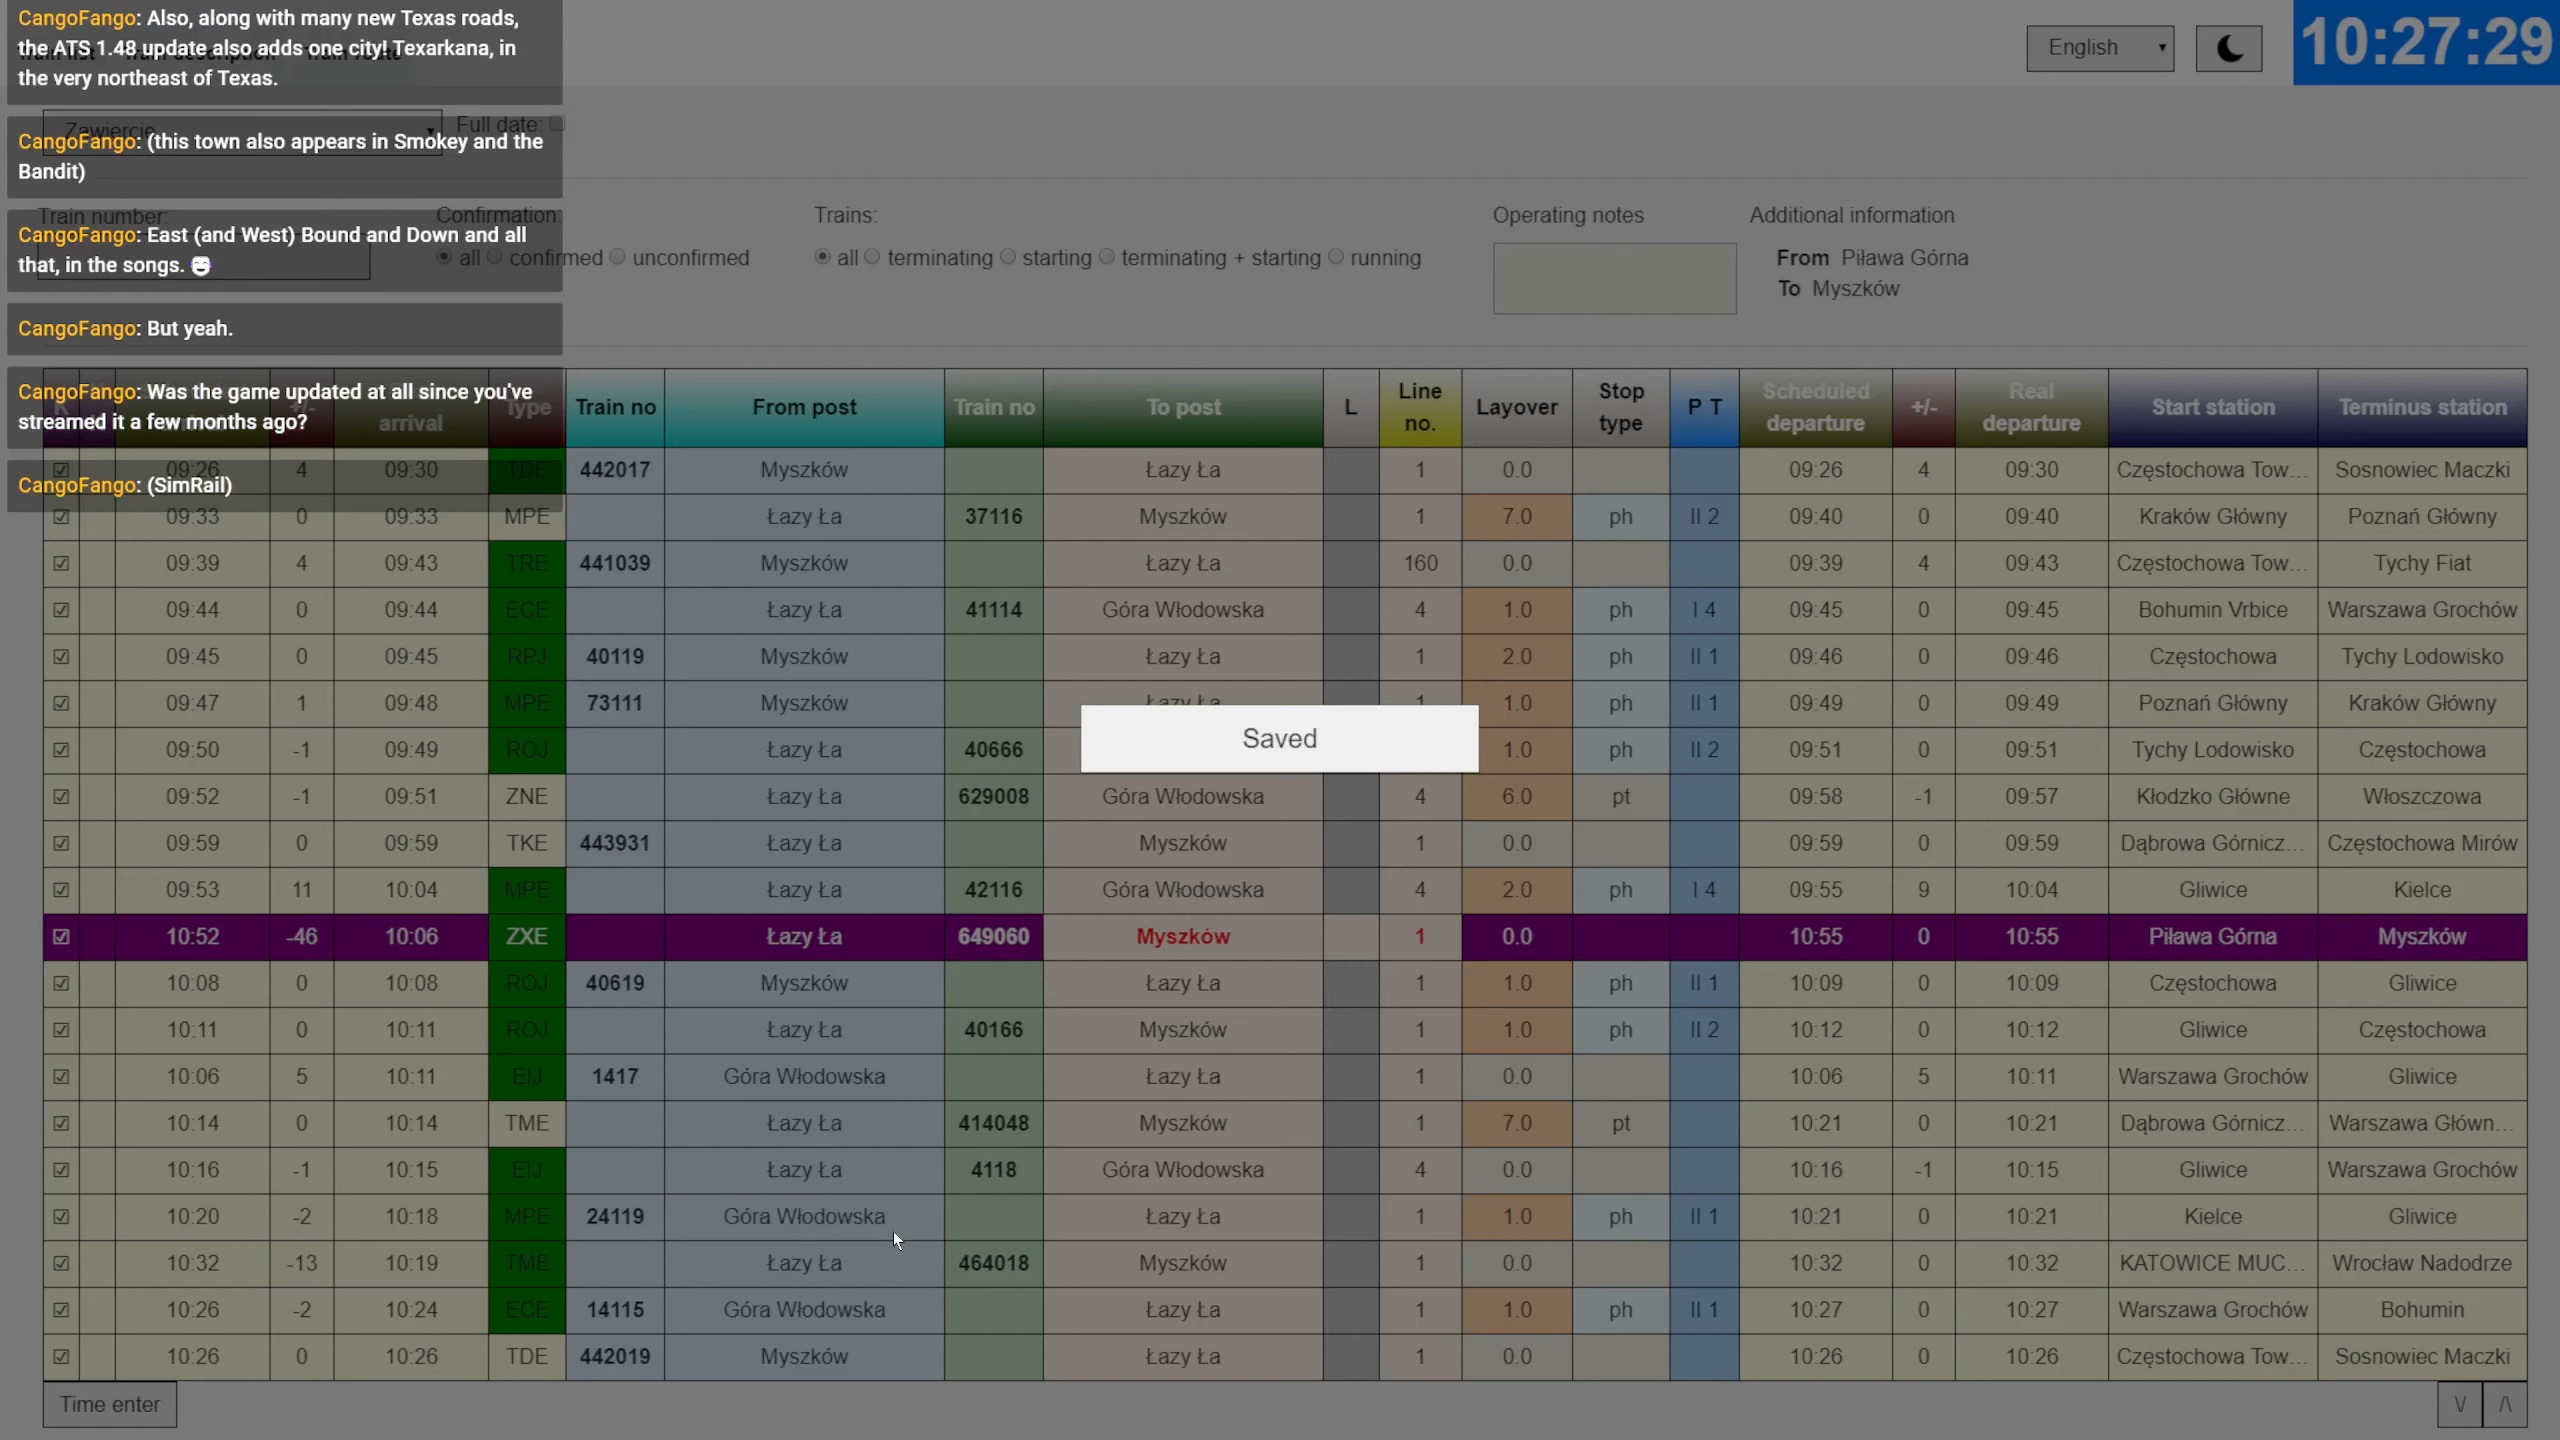 CangoFango: Also, along with many new Texas roads,
the ATS 1.48 update also adds one city! Texarkana, in
the very northeast of Texas.
Train list Train description Train route
English
10:27:29
Zawiercie
Full date:
CangoFango: (this town also appears in Smokey and the
Bandit)
Train number:
Confirmation:
Trains:
Operating notes
Additional information
CangoFango: East (and West) Bound and Down and all
that, in the songs.
all confirmed unconfirmed
all terminating starting terminating + starting running
From Piława Górna
To Myszków
CangoFango: But yeah.
CangoFango: Was the game updated at all since you've
streamed it a few months ago?
CangoFango: (SimRail)
K +/- arrival Type Train no From post Train no To post L Line no. Layover Stop type P T Scheduled departure +/- Real departure Start station Terminus station
09:26 4 09:30 TDE 442017 Myszków Łazy Ła 1 0.0 09:26 4 09:30 Częstochowa Tow... Sosnowiec Maczki
09:33 0 09:33 MPE Łazy Ła 37116 Myszków 1 7.0 ph II 2 09:40 0 09:40 Kraków Główny Poznań Główny
09:39 4 09:43 TRE 441039 Myszków Łazy Ła 160 0.0 09:39 4 09:43 Częstochowa Tow... Tychy Fiat
09:44 0 09:44 ECE Łazy Ła 41114 Góra Włodowska 4 1.0 ph I 4 09:45 0 09:45 Bohumin Vrbice Warszawa Grochów
09:45 0 09:45 RPJ 40119 Myszków Łazy Ła 1 2.0 ph II 1 09:46 0 09:46 Częstochowa Tychy Lodowisko
09:47 1 09:48 MPE 73111 Myszków Łazy Ła 1 1.0 ph II 1 09:49 0 09:49 Poznań Główny Kraków Główny
Saved
09:50 -1 09:49 ROJ Łazy Ła 40666 1.0 ph II 2 09:51 0 09:51 Tychy Lodowisko Częstochowa
09:52 -1 09:51 ZNE Łazy Ła 629008 Góra Włodowska 4 6.0 pt 09:58 -1 09:57 Kłodzko Główne Włoszczowa
09:59 0 09:59 TKE 443931 Łazy Ła Myszków 1 0.0 09:59 0 09:59 Dąbrowa Górnicz... Częstochowa Mirów
09:53 11 10:04 MPE Łazy Ła 42116 Góra Włodowska 4 2.0 ph I 4 09:55 9 10:04 Gliwice Kielce
10:52 -46 10:06 ZXE Łazy Ła 649060 Myszków 1 0.0 10:55 0 10:55 Piława Górna Myszków
10:08 0 10:08 ROJ 40619 Myszków Łazy Ła 1 1.0 ph II 1 10:09 0 10:09 Częstochowa Gliwice
10:11 0 10:11 ROJ Łazy Ła 40166 Myszków 1 1.0 ph II 2 10:12 0 10:12 Gliwice Częstochowa
10:06 5 10:11 EIJ 1417 Góra Włodowska Łazy Ła 1 0.0 10:06 5 10:11 Warszawa Grochów Gliwice
10:14 0 10:14 TME Łazy Ła 414048 Myszków 1 7.0 pt 10:21 0 10:21 Dąbrowa Górnicz... Warszawa Główn...
10:16 -1 10:15 EIJ Łazy Ła 4118 Góra Włodowska 4 0.0 10:16 -1 10:15 Gliwice Warszawa Grochów
10:20 -2 10:18 MPE 24119 Góra Włodowska Łazy Ła 1 1.0 ph II 1 10:21 0 10:21 Kielce Gliwice
10:32 -13 10:19 TME Łazy Ła 464018 Myszków 1 0.0 10:32 0 10:32 KATOWICE MUC... Wrocław Nadodrze
10:26 -2 10:24 ECE 14115 Góra Włodowska Łazy Ła 1 1.0 ph II 1 10:27 0 10:27 Warszawa Grochów Bohumin
10:26 0 10:26 TDE 442019 Myszków Łazy Ła 1 0.0 10:26 0 10:26 Częstochowa Tow... Sosnowiec Maczki
Time enter
\/ /\